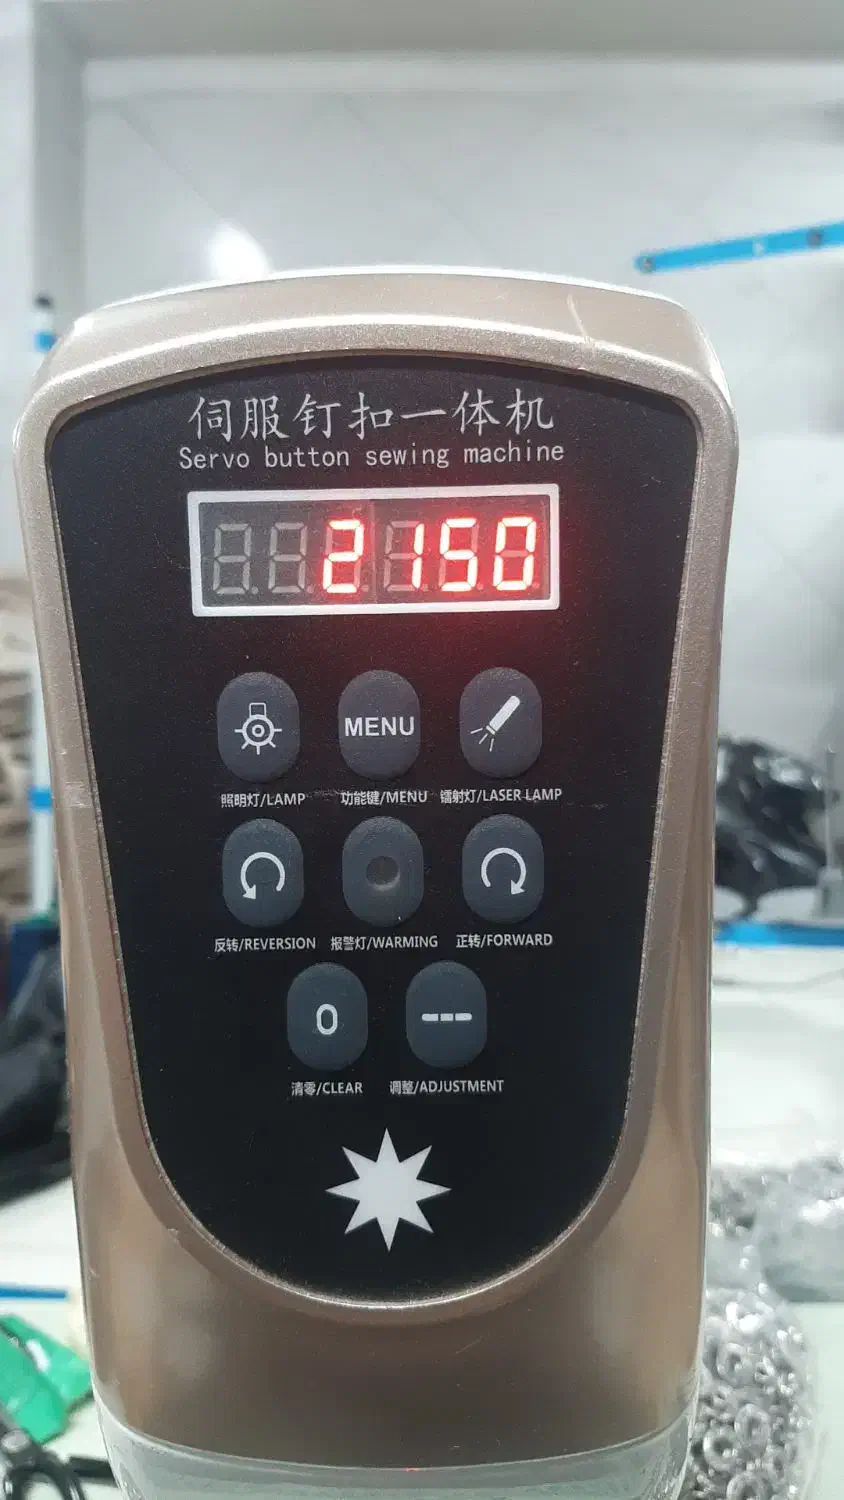 伺服钉扣一体机
Servo button sewing machine
2 150
MENU
照明灯/LAMP 功能键/MENU 镭射灯/LASER LAMP
反转/REVERSION 报警灯/WARMING 正转/FORWARD
0 ---
清零/CLEAR 调整/ADJUSTMENT